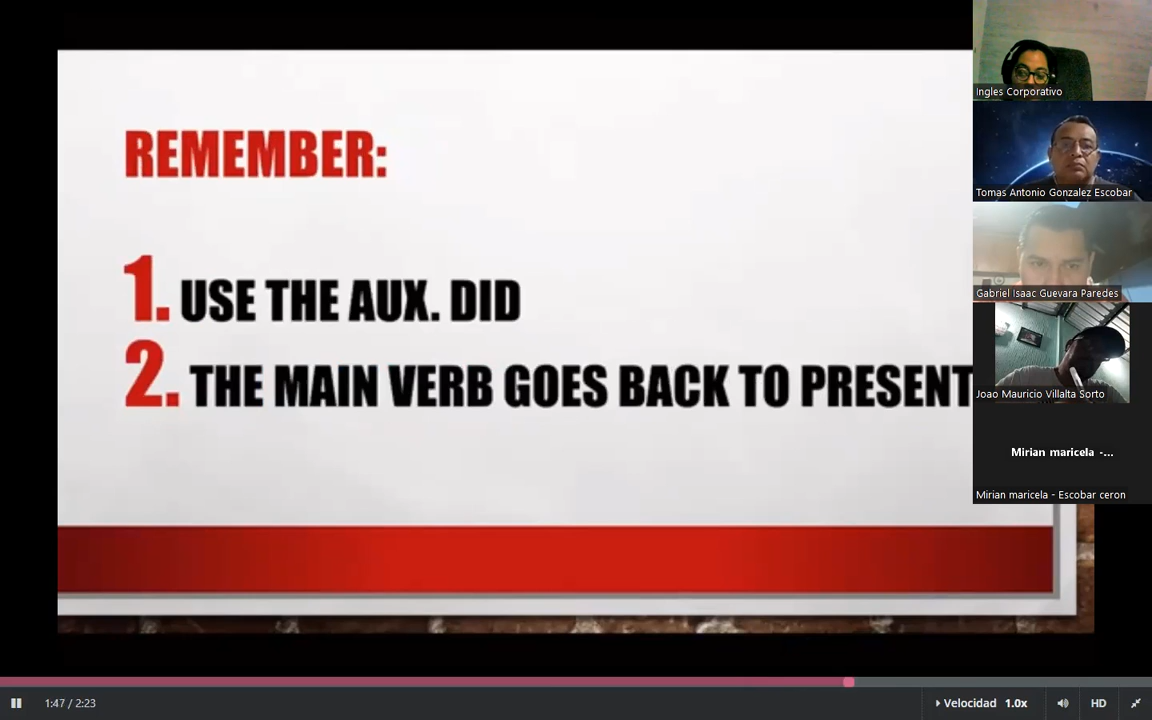 REMEMBER:
1. USE THE AUX. DID
2. THE MAIN VERB GOES BACK TO PRESENT
Ingles Corporativo
Tomas Antonio Gonzalez Escobar
Gabriel Isaac Guevara Paredes
Joao Mauricio Villalta Sorto
Mirian maricela -...
Mirian maricela - Escobar ceron
1:47 / 2:23
Velocidad 1.0x
HD